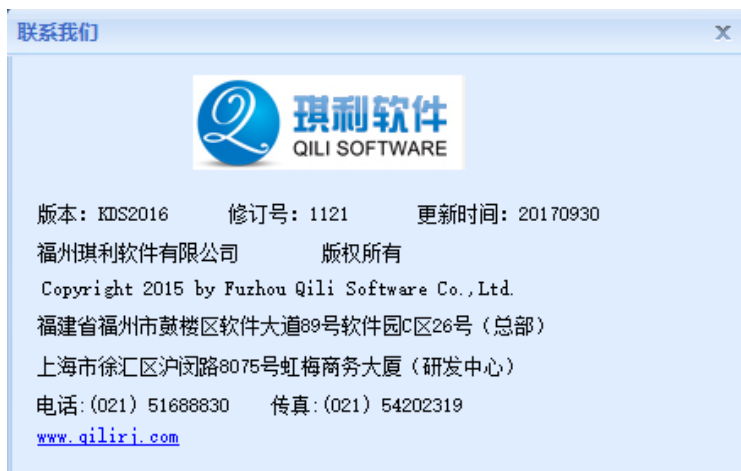 联系我们
琪利软件
QILI SOFTWARE
版本: KDS2016 修订号: 1121 更新时间: 20170930
福州琪利软件有限公司 版权所有
Copyright 2015 by Fuzhou Qili Software Co.,Ltd.
福建省福州市鼓楼区软件大道89号软件园C区26号（总部）
上海市徐汇区沪闵路8075号虹梅商务大厦（研发中心）
电话:(021) 51688830 传真:(021) 54202319
www.qilirj.com